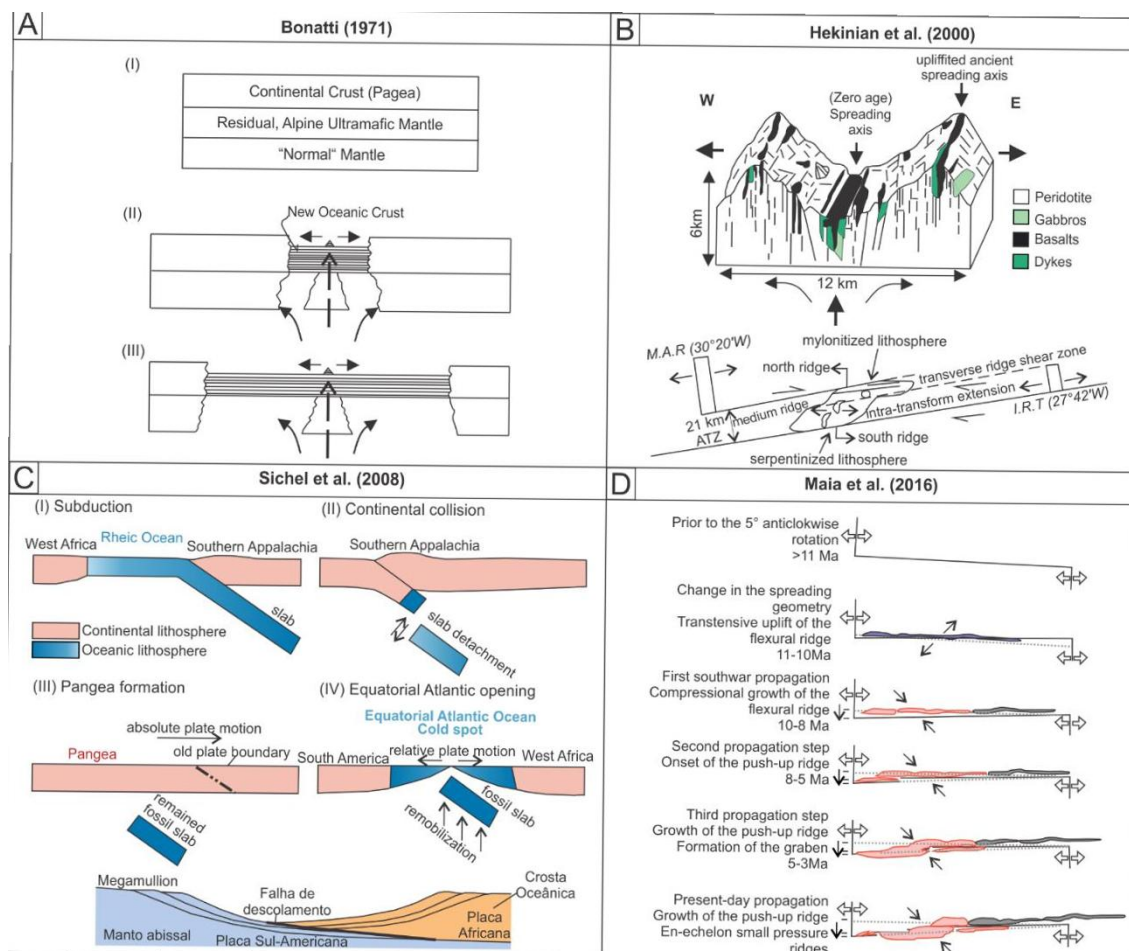 A
Bonatti (1971)
(I)
Continental Crust (Pagea)
Residual, Alpine Ultramafic Mantle
"Normal" Mantle
(II)
New Oceanic Crust
(III)
B
Hekinian et al. (2000)
upliffited ancient
spreading axis
W
(Zero age)
Spreading
axis
E
6km
12 km
Peridotite
Gabbros
Basalts
Dykes
M.A.R (30°20'W)
mylonitized lithosphere
north ridge
transverse ridge shear zone
21 km
medium ridge
intra-transform extension
I.R.T (27°42'W)
ATZ
south ridge
serpentinized lithosphere
C
Sichel et al. (2008)
(I) Subduction
West Africa
Rheic Ocean
Southern Appalachia
slab
Continental lithosphere
Oceanic lithosphere
(II) Continental collision
Southern Appalachia
slab detachment
(III) Pangea formation
absolute plate motion
Pangea
old plate boundary
remained
fossil slab
(IV) Equatorial Atlantic opening
Equatorial Atlantic Ocean
Cold spot
South America
relative plate motion
West Africa
fossil slab
remobilization
Megamullion
Falha de
descolamento
Crosta
Oceânica
Manto abissal
Placa Sul-Americana
Placa
Africana
D
Maia et al. (2016)
Prior to the 5° anticlokwise
rotation
>11 Ma
Change in the spreading
geometry
Transtensive uplift of the
flexural ridge
11-10Ma
First southwar propagation
Compressional growth of the
flexural ridge
10-8 Ma
Second propagation step
Onset of the push-up ridge
8-5 Ma
Third propagation step
Growth of the push-up ridge
Formation of the graben
5-3Ma
Present-day propagation
Growth of the push-up ridge
En-echelon small pressure
ridges